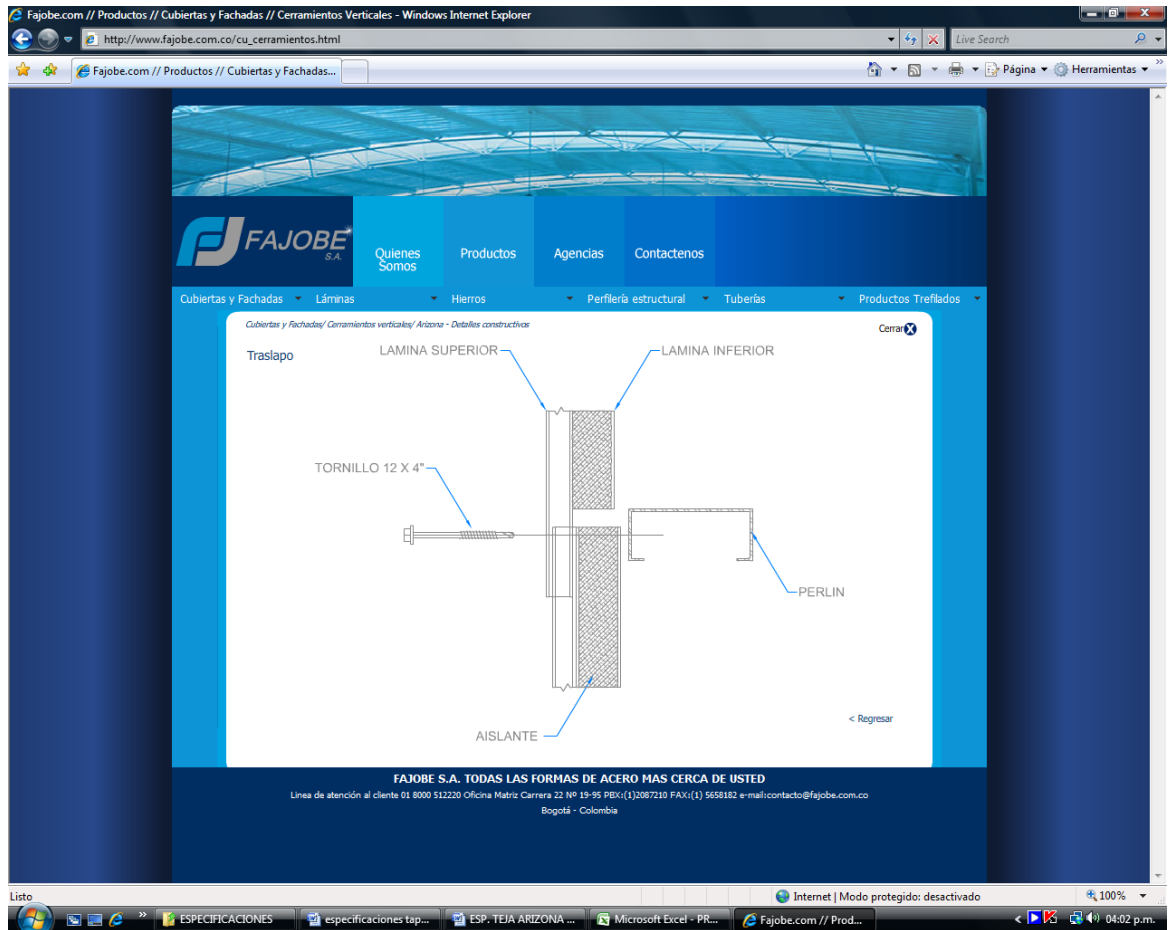 Fajobe.com // Productos // Cubiertas y Fachadas // Cerramientos Verticales - Windows Internet Explorer
http://www.fajobe.com.co/cu_cerramientos.html
Live Search
Fajobe.com // Productos // Cubiertas y Fachadas...
Página
Herramientas
FAJOBE
S.A.
Quienes
Somos
Productos
Agencias
Contactenos
Cubiertas y Fachadas
Láminas
Hierros
Perfilería estructural
Tuberías
Productos Trefilados
Cubiertas y Fachadas/ Cerramientos verticales/ Arizona - Detalles constructivos
Cerrar X
Traslapo
LAMINA SUPERIOR
LAMINA INFERIOR
TORNILLO 12 X 4"
PERLIN
AISLANTE
< Regresar
FAJOBE S.A. TODAS LAS FORMAS DE ACERO MAS CERCA DE USTED
Linea de atención al cliente 01 8000 512220 Oficina Matriz Carrera 22 Nº 19-95 PBX:(1)2087210 FAX:(1) 5658182 e-mail:contacto@fajobe.com.co
Bogotá - Colombia
Listo
Internet | Modo protegido: desactivado
100%
ESPECIFICACIONES
especificaciones tap...
ESP. TEJA ARIZONA ...
Microsoft Excel - PR...
Fajobe.com // Prod...
04:02 p.m.